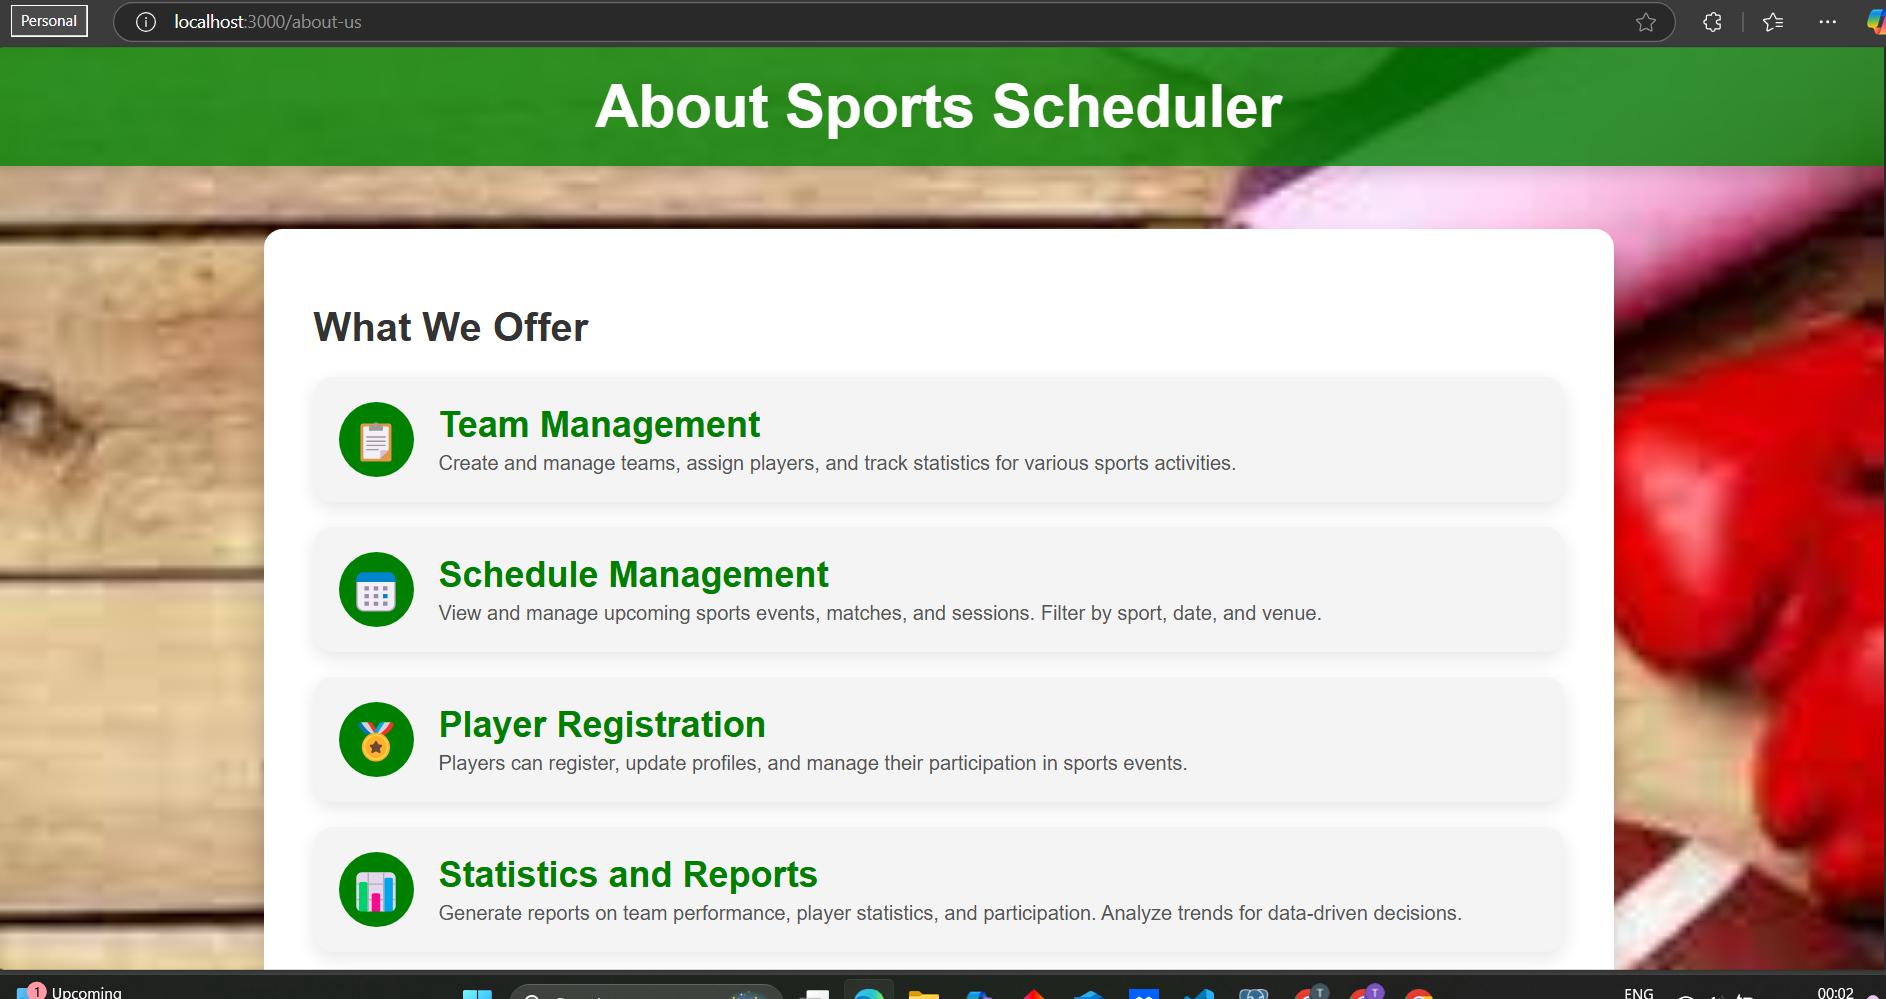 Personal
localhost:3000/about-us
About Sports Scheduler
What We Offer
Team Management
Create and manage teams, assign players, and track statistics for various sports activities.
Schedule Management
View and manage upcoming sports events, matches, and sessions. Filter by sport, date, and venue.
Player Registration
Players can register, update profiles, and manage their participation in sports events.
Statistics and Reports
Generate reports on team performance, player statistics, and participation. Analyze trends for data-driven decisions.
1
Upcoming
T
T
ENG
00:02